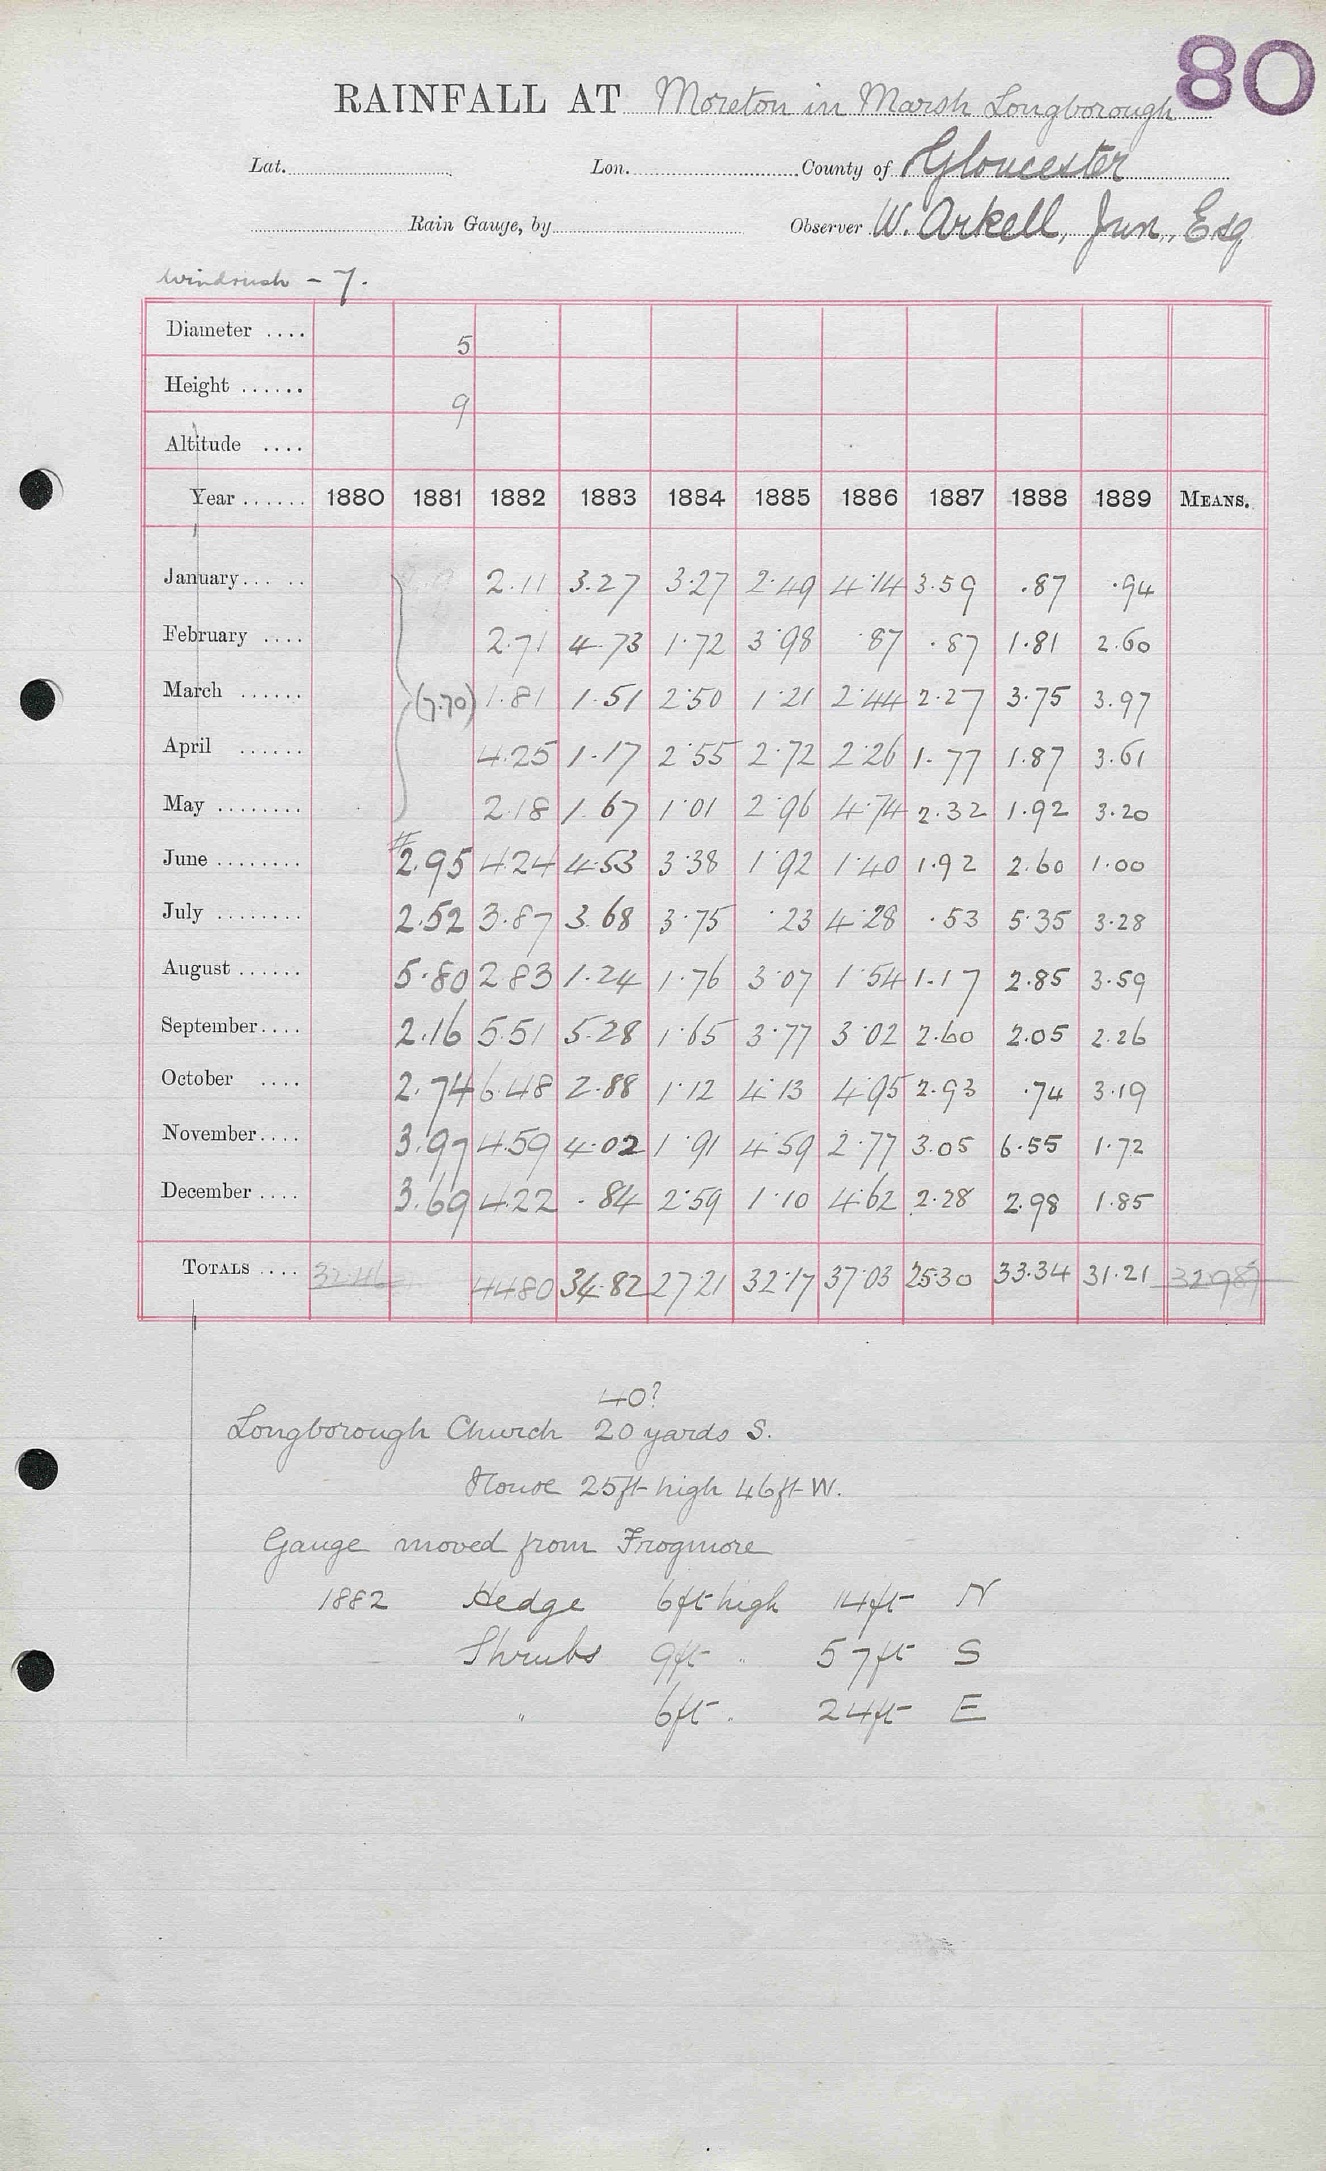 80
RAINFALL AT Moreton in Marsh Longborough
Lat. Lon. County of Gloucester
Rain Gauge, by Observer W. Arkell, Jun., Esq
Windrush - 7.
Diameter .... 5
Height ...... 9
Altitude ....
Year ...... 1880 1881 1882 1883 1884 1885 1886 1887 1888 1889 MEANS.
January... .. 2.11 3.27 3.27 2.49 4.14 3.59 .87 .94
February .... 2.71 4.73 1.72 3.98 .87 .87 1.81 2.60
March ...... (7.70) 1.81 1.51 2.50 1.21 2.44 2.27 3.75 3.97
April ...... 4.25 1.17 2.55 2.72 2.26 1.77 1.87 3.61
May ........ 2.18 1.67 1.01 2.96 4.74 2.32 1.92 3.20
June ........ # 2.95 4.24 4.53 3.38 1.92 1.40 1.92 2.60 1.00
July ........ 2.52 3.87 3.68 3.75 .23 4.28 .53 5.35 3.28
August ...... 5.80 2.83 1.24 1.76 3.07 1.54 1.17 2.85 3.59
September.... 2.16 5.51 5.28 1.65 3.77 3.02 2.60 2.05 2.26
October .... 2.74 6.48 2.88 1.12 4.13 4.95 2.93 .74 3.19
November.... 3.97 4.59 4.02 1.91 4.59 2.77 3.05 6.55 1.72
December .... 3.69 4.22 .84 2.59 1.10 4.62 2.28 2.98 1.85
TOTALS .... 32.46 44.80 34.82 27.21 32.17 37.03 25.30 33.34 31.21 32.987
40?
Longborough Church 20 yards S.
House 25ft high 46ft W.
Gauge moved from Frogmore
1882 Hedge 6ft high 14ft N
Shrubs 9ft " 57ft S
" 6ft " 24ft E